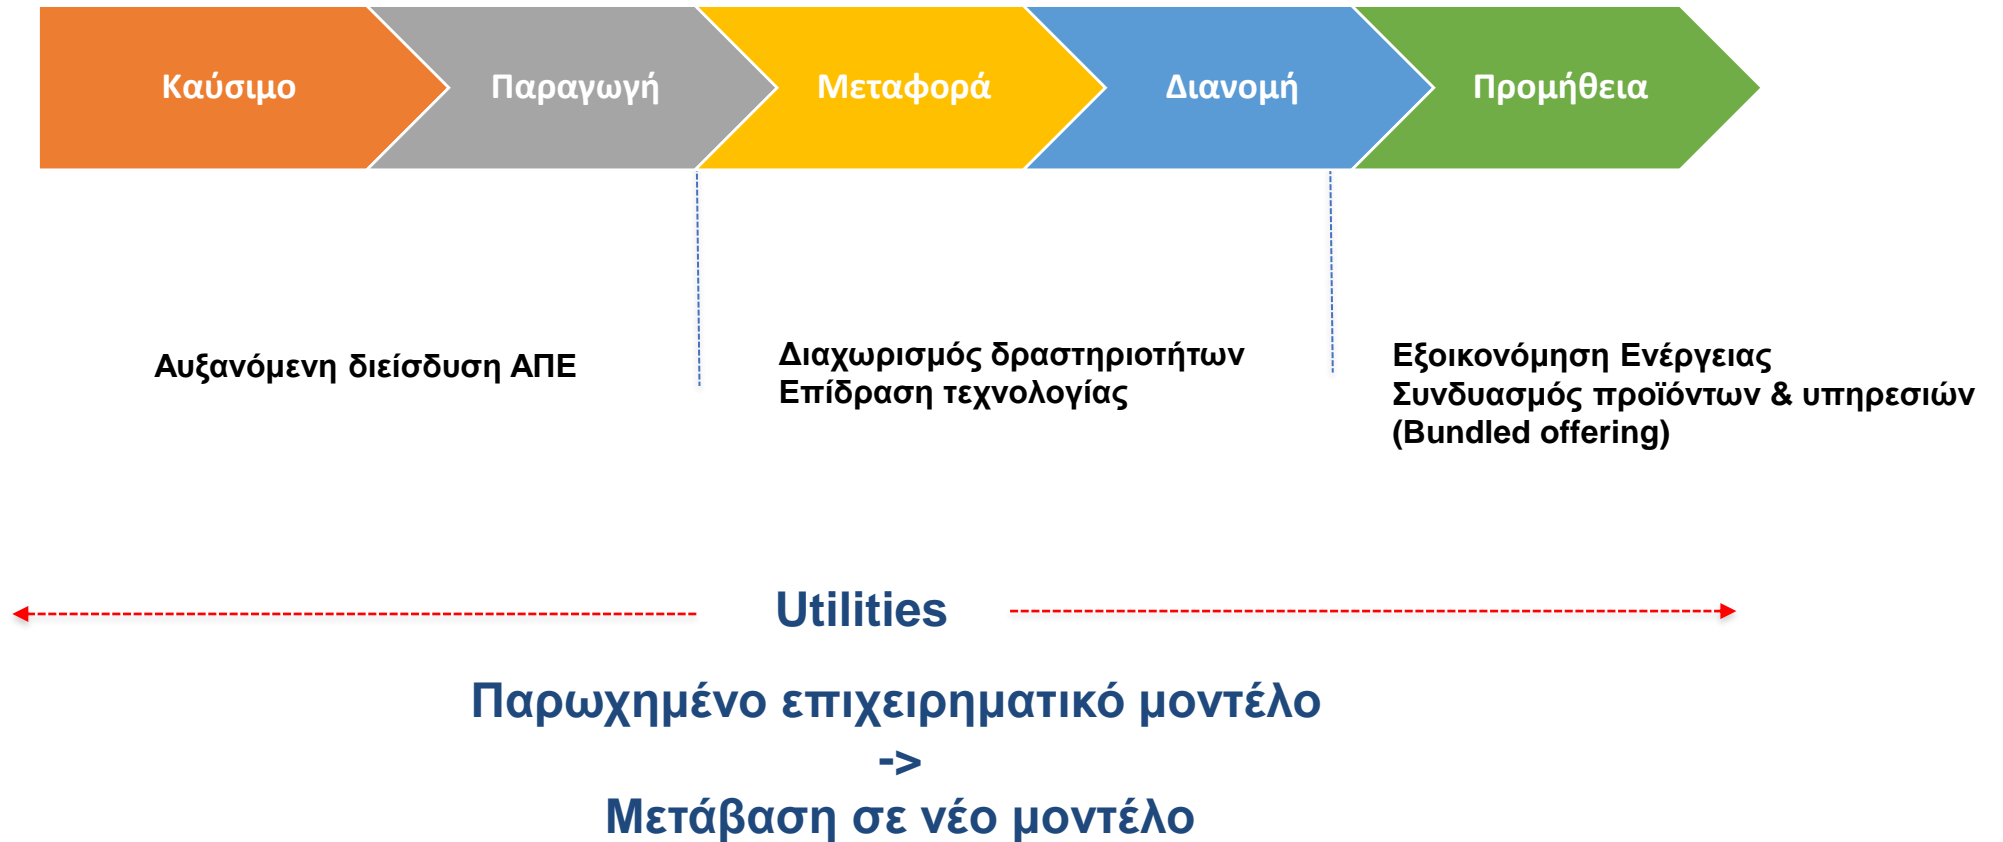 Καύσιμο
Παραγωγή
Μεταφορά
Διανομή
Προμήθεια
Αυξανόμενη διείσδυση ΑΠΕ
Διαχωρισμός δραστηριοτήτων
Επίδραση τεχνολογίας
Εξοικονόμηση Ενέργειας
Συνδυασμός προϊόντων & υπηρεσιών
(Bundled offering)
Utilities
Παρωχημένο επιχειρηματικό μοντέλο
->
Μετάβαση σε νέο μοντέλο